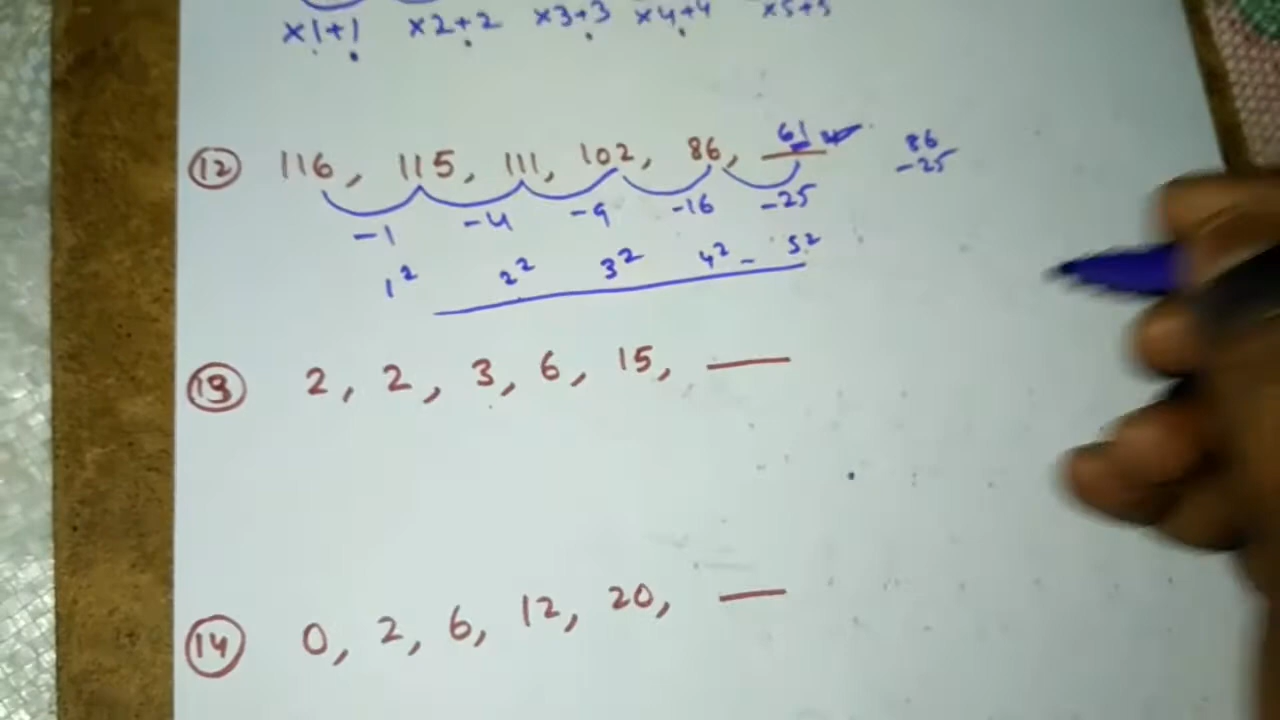 ×1+1 ×2+2 ×3+3 ×4+4 ×5+5
(12) 116, 115, 111, 102, 86, 61
86
-25
-1 -4 -9 -16 -25
1² 2² 3² 4² - 5²
(13) 2, 2, 3, 6, 15, ___
(14) 0, 2, 6, 12, 20, ___